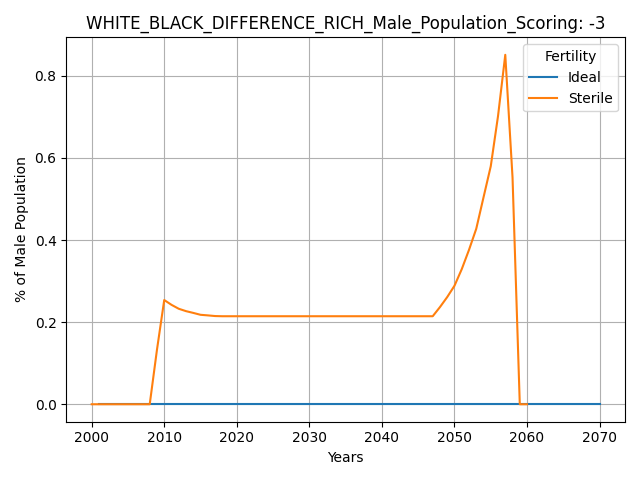 WHITE_BLACK_DIFFERENCE_RICH_Male_Population_Scoring: -3
Fertility
Ideal
Sterile
% of Male Population
0.8
0.6
0.4
0.2
0.0
2000 2010 2020 2030 2040 2050 2060 2070
Years